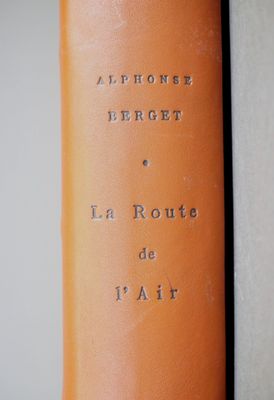 ALPHONSE
BERGET
La Route
de
l'Air